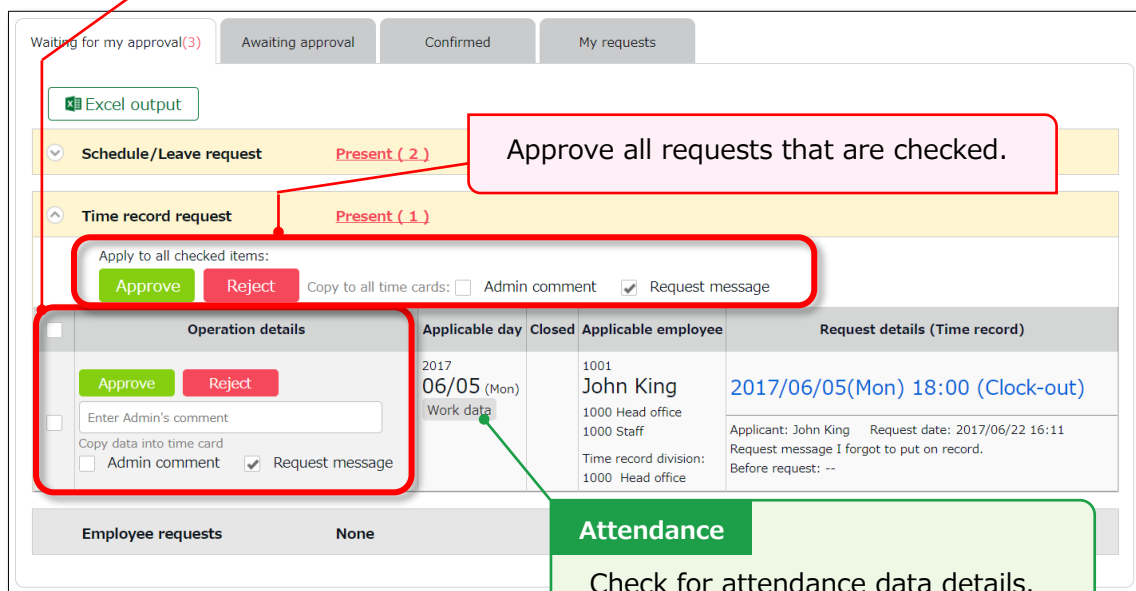 Waiting for my approval(3)
Awaiting approval
Confirmed
My requests
Excel output
Schedule/Leave request
Present ( 2 )
Approve all requests that are checked.
Time record request
Present ( 1 )
Apply to all checked items:
Approve
Reject
Copy to all time cards:
Admin comment
Request message
Operation details
Applicable day
Closed
Applicable employee
Request details (Time record)
Approve
Reject
Enter Admin's comment
Copy data into time card
Admin comment
Request message
2017
06/05 (Mon)
Work data
1001
John King
1000 Head office
1000 Staff
Time record division:
1000 Head office
2017/06/05(Mon) 18:00 (Clock-out)
Applicant: John King Request date: 2017/06/22 16:11
Request message I forgot to put on record.
Before request: --
Employee requests
None
Attendance
Check for attendance data details.